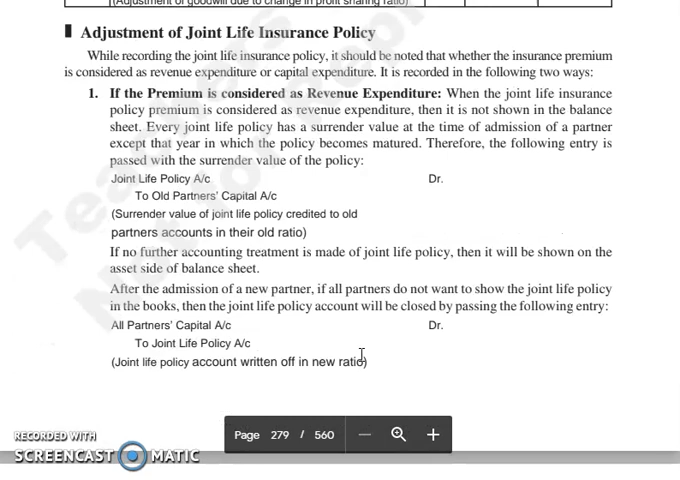 (Adjustment of goodwill due to change in profit sharing ratio)
Adjustment of Joint Life Insurance Policy
While recording the joint life insurance policy, it should be noted that whether the insurance premium
is considered as revenue expenditure or capital expenditure. It is recorded in the following two ways:
1. If the Premium is considered as Revenue Expenditure: When the joint life insurance
policy premium is considered as revenue expenditure, then it is not shown in the balance
sheet. Every joint life policy has a surrender value at the time of admission of a partner
except that year in which the policy becomes matured. Therefore, the following entry is
passed with the surrender value of the policy:
Joint Life Policy A/c Dr.
To Old Partners' Capital A/c
(Surrender value of joint life policy credited to old
partners accounts in their old ratio)
If no further accounting treatment is made of joint life policy, then it will be shown on the
asset side of balance sheet.
After the admission of a new partner, if all partners do not want to show the joint life policy
in the books, then the joint life policy account will be closed by passing the following entry:
All Partners' Capital A/c Dr.
To Joint Life Policy A/c
(Joint life policy account written off in new ratio)
Page 279 / 560
RECORDED WITH
SCREENCAST MATIC